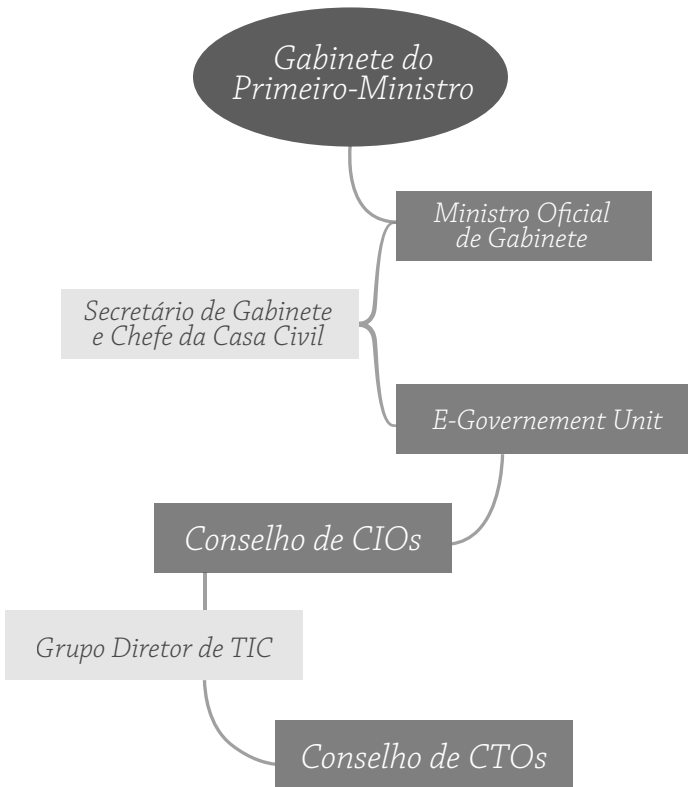 Gabinete do
Primeiro-Ministro
Ministro Oficial
de Gabinete
Secretário de Gabinete
e Chefe da Casa Civil
E-Governement Unit
Conselho de CIOs
Grupo Diretor de TIC
Conselho de CTOs